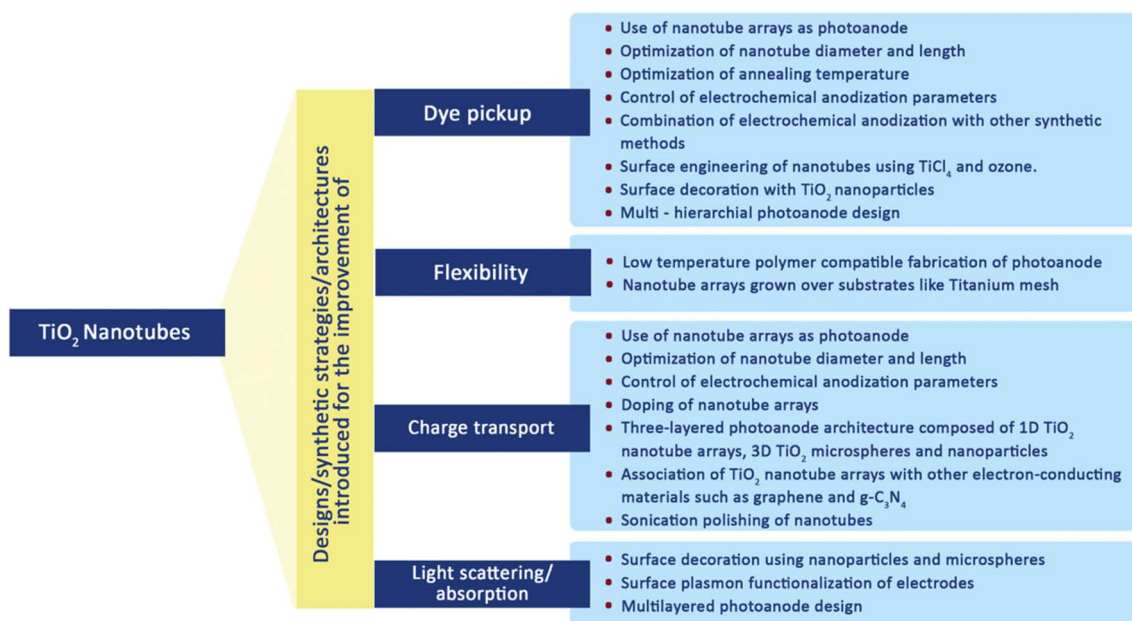 TiO₂ Nanotubes
Designs/synthetic strategies/architectures
introduced for the improvement of
Dye pickup
• Use of nanotube arrays as photoanode
• Optimization of nanotube diameter and length
• Optimization of annealing temperature
• Control of electrochemical anodization parameters
• Combination of electrochemical anodization with other synthetic
methods
• Surface engineering of nanotubes using TiCl₄ and ozone.
• Surface decoration with TiO₂ nanoparticles
• Multi - hierarchial photoanode design
Flexibility
• Low temperature polymer compatible fabrication of photoanode
• Nanotube arrays grown over substrates like Titanium mesh
Charge transport
• Use of nanotube arrays as photoanode
• Optimization of nanotube diameter and length
• Control of electrochemical anodization parameters
• Doping of nanotube arrays
• Three-layered photoanode architecture composed of 1D TiO₂
nanotube arrays, 3D TiO₂ microspheres and nanoparticles
• Association of TiO₂ nanotube arrays with other electron-conducting
materials such as graphene and g-C₃N₄
• Sonication polishing of nanotubes
Light scattering/
absorption
• Surface decoration using nanoparticles and microspheres
• Surface plasmon functionalization of electrodes
• Multilayered photoanode design